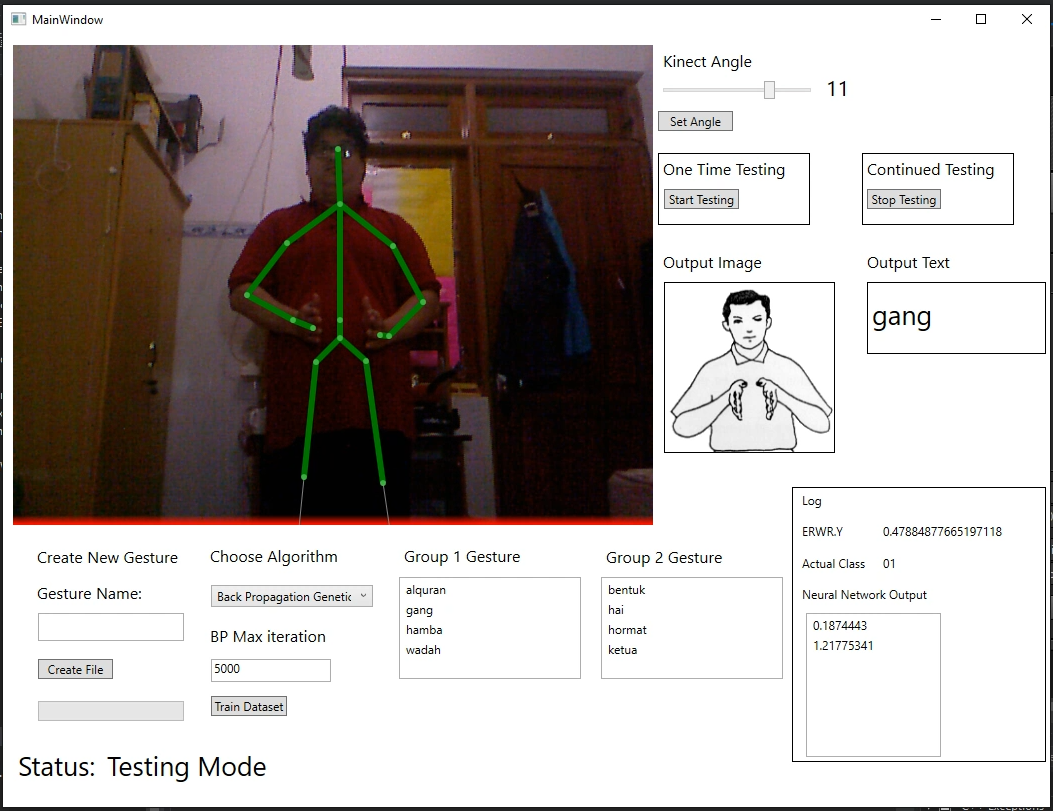 MainWindow
Kinect Angle
11
Set Angle
One Time Testing
Start Testing
Continued Testing
Stop Testing
Output Image
Output Text
gang
Create New Gesture
Gesture Name:
Create File
Choose Algorithm
Back Propagation Genetic
BP Max iteration
5000
Train Dataset
Group 1 Gesture
alquran
gang
hamba
wadah
Group 2 Gesture
bentuk
hai
hormat
ketua
Log
ERWR.Y 0.47884877665197118
Actual Class 01
Neural Network Output
0.1874443
1.21775341
Status: Testing Mode